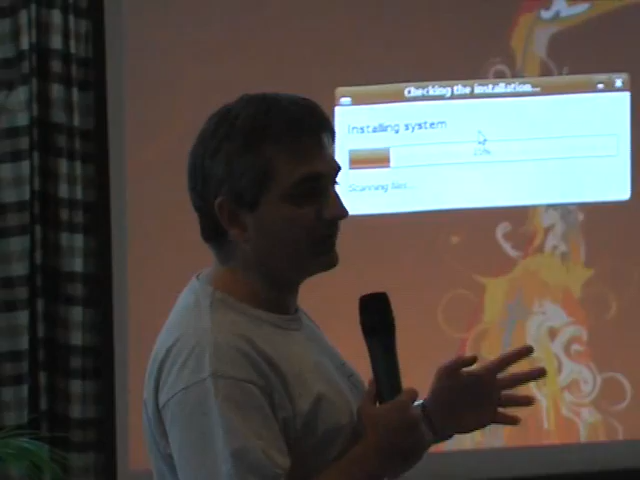 Checking the installation...
Installing system
Scanning files...